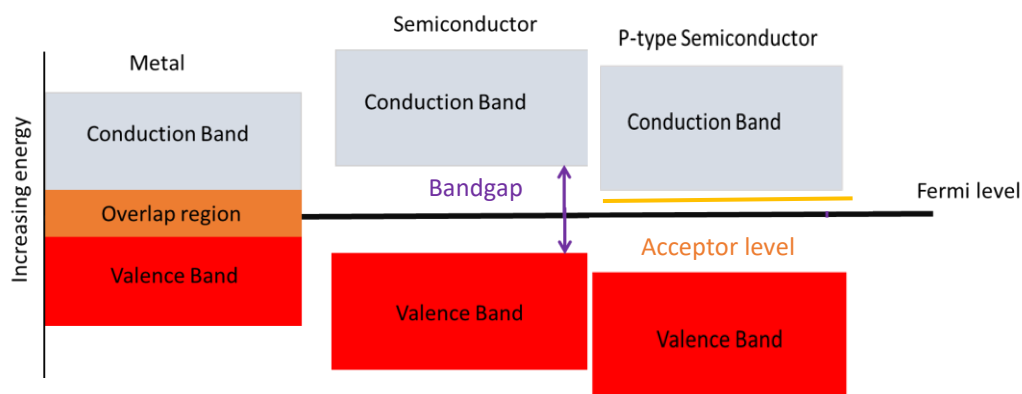 Semiconductor
P-type Semiconductor
Metal
Conduction Band
Conduction Band
Conduction Band
Increasing energy
Bandgap
Fermi level
Overlap region
Acceptor level
Valence Band
Valence Band
Valence Band